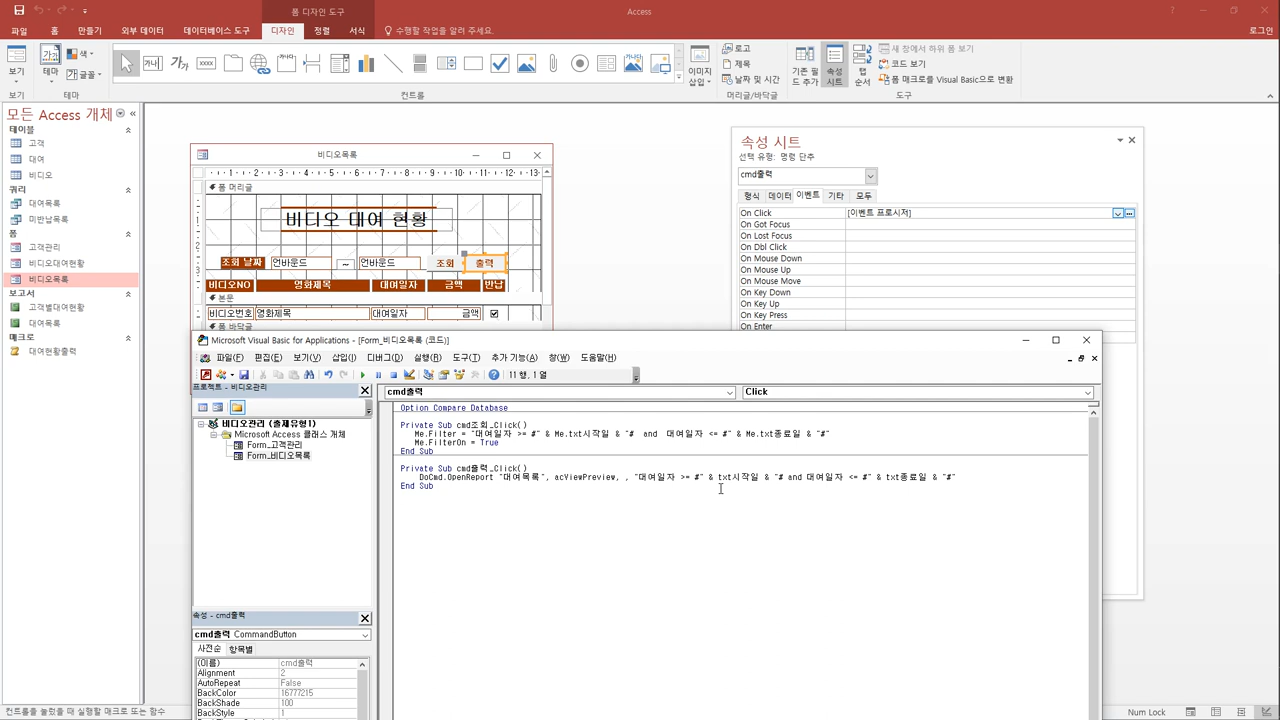 폼 디자인 도구
Access
로그인
파일 홈 만들기 외부 데이터 데이터베이스 도구 디자인 정렬 서식 수행할 작업을 알려 주세요.
보기
테마
색
가 글꼴
이미지 삽입
로고
제목
날짜 및 시간
기존 필드 추가
속성 시트
탭 순서
새 창에서 하위 폼 보기
코드 보기
폼 매크로를 Visual Basic으로 변환
보기 테마 컨트롤 머리글/바닥글 도구
모든 Access 개체
테이블
고객
대여
비디오
쿼리
대여목록
미반납목록
폼
고객관리
비디오대여현황
비디오목록
보고서
고객별대여현황
대여목록
매크로
대여현황출력
비디오목록
폼 머리글
비디오 대여 현황
조회 날짜 언바운드 ~ 언바운드 조회 출력
비디오NO 영화제목 대여일자 금액 반납
본문
비디오번호 영화제목 대여일자 금액
폼 바닥글
속성 시트
선택 유형: 명령 단추
cmd출력
형식 데이터 이벤트 기타 모두
On Click [이벤트 프로시저]
On Got Focus
On Lost Focus
On Dbl Click
On Mouse Down
On Mouse Up
On Mouse Move
On Key Down
On Key Up
On Key Press
On Enter
Microsoft Visual Basic for Applications - [Form_비디오목록 (코드)]
파일(F) 편집(E) 보기(V) 삽입(I) 디버그(D) 실행(R) 도구(T) 추가 기능(A) 창(W) 도움말(H)
11 행, 1 열
프로젝트 - 비디오관리
비디오관리 (출제유형1)
Microsoft Access 클래스 개체
Form_고객관리
Form_비디오목록
cmd출력 Click
Option Compare Database
Private Sub cmd조회_Click()
Me.Filter = "대여일자 >= #" & Me.txt시작일 & "# and 대여일자 <= #" & Me.txt종료일 & "#"
Me.FilterOn = True
End Sub
Private Sub cmd출력_Click()
DoCmd.OpenReport "대여목록", acViewPreview, , "대여일자 >= #" & txt시작일 & "# and 대여일자 <= #" & txt종료일 & "#"
End Sub
속성 - cmd출력
cmd출력 CommandButton
사전순 항목별
(이름) cmd출력
Alignment 2
AutoRepeat False
BackColor 16777215
BackShade 100
BackStyle 1
컨트롤을 눌렀을 때 실행할 매크로 또는 함수
Num Lock